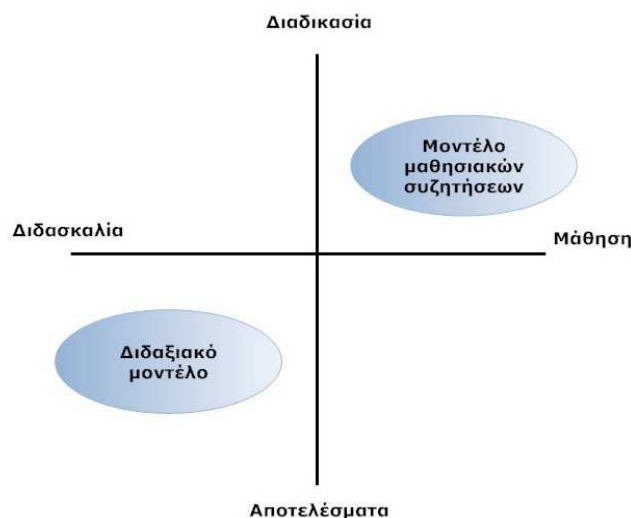 Διαδικασία
Μοντέλο
μαθησιακών
συζητήσεων
Διδασκαλία
Μάθηση
Διδαξιακό
μοντέλο
Αποτελέσματα